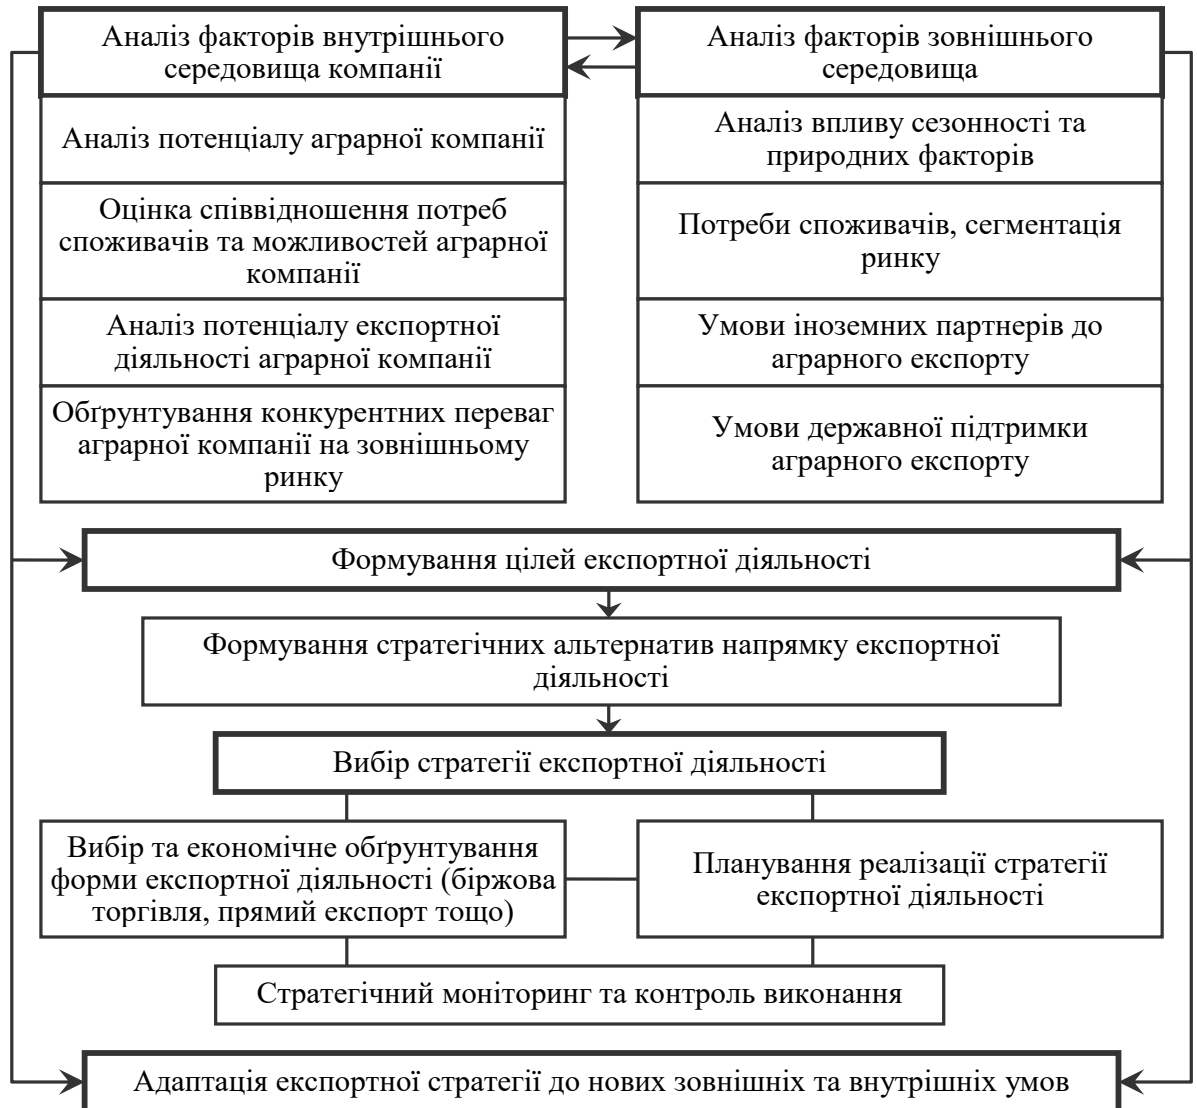 Аналіз факторів внутрішнього
середовища компанії
Аналіз потенціалу аграрної компанії
Оцінка співвідношення потреб
споживачів та можливостей аграрної
компанії
Аналіз потенціалу експортної
діяльності аграрної компанії
Обґрунтування конкурентних переваг
аграрної компанії на зовнішньому
ринку
Аналіз факторів зовнішнього
середовища
Аналіз впливу сезонності та
природних факторів
Потреби споживачів, сегментація
ринку
Умови іноземних партнерів до
аграрного експорту
Умови державної підтримки
аграрного експорту
Формування цілей експортної діяльності
Формування стратегічних альтернатив напрямку експортної
діяльності
Вибір стратегії експортної діяльності
Вибір та економічне обґрунтування
форми експортної діяльності (біржова
торгівля, прямий експорт тощо)
Планування реалізації стратегії
експортної діяльності
Стратегічний моніторинг та контроль виконання
Адаптація експортної стратегії до нових зовнішніх та внутрішніх умов